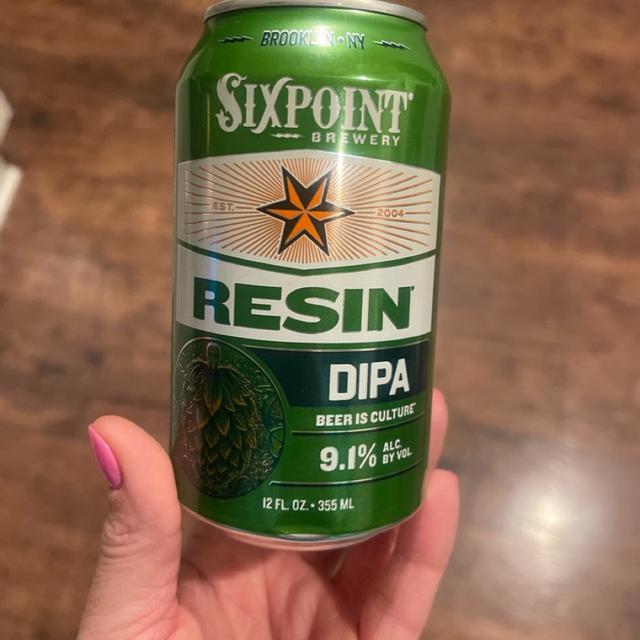 BROOKLYN • NY
SIXPOINT®
BREWERY
EST. 2004
RESIN®
DIPA
BEER IS CULTURE™
9.1% ALC. BY VOL.
12 FL. OZ. • 355 ML